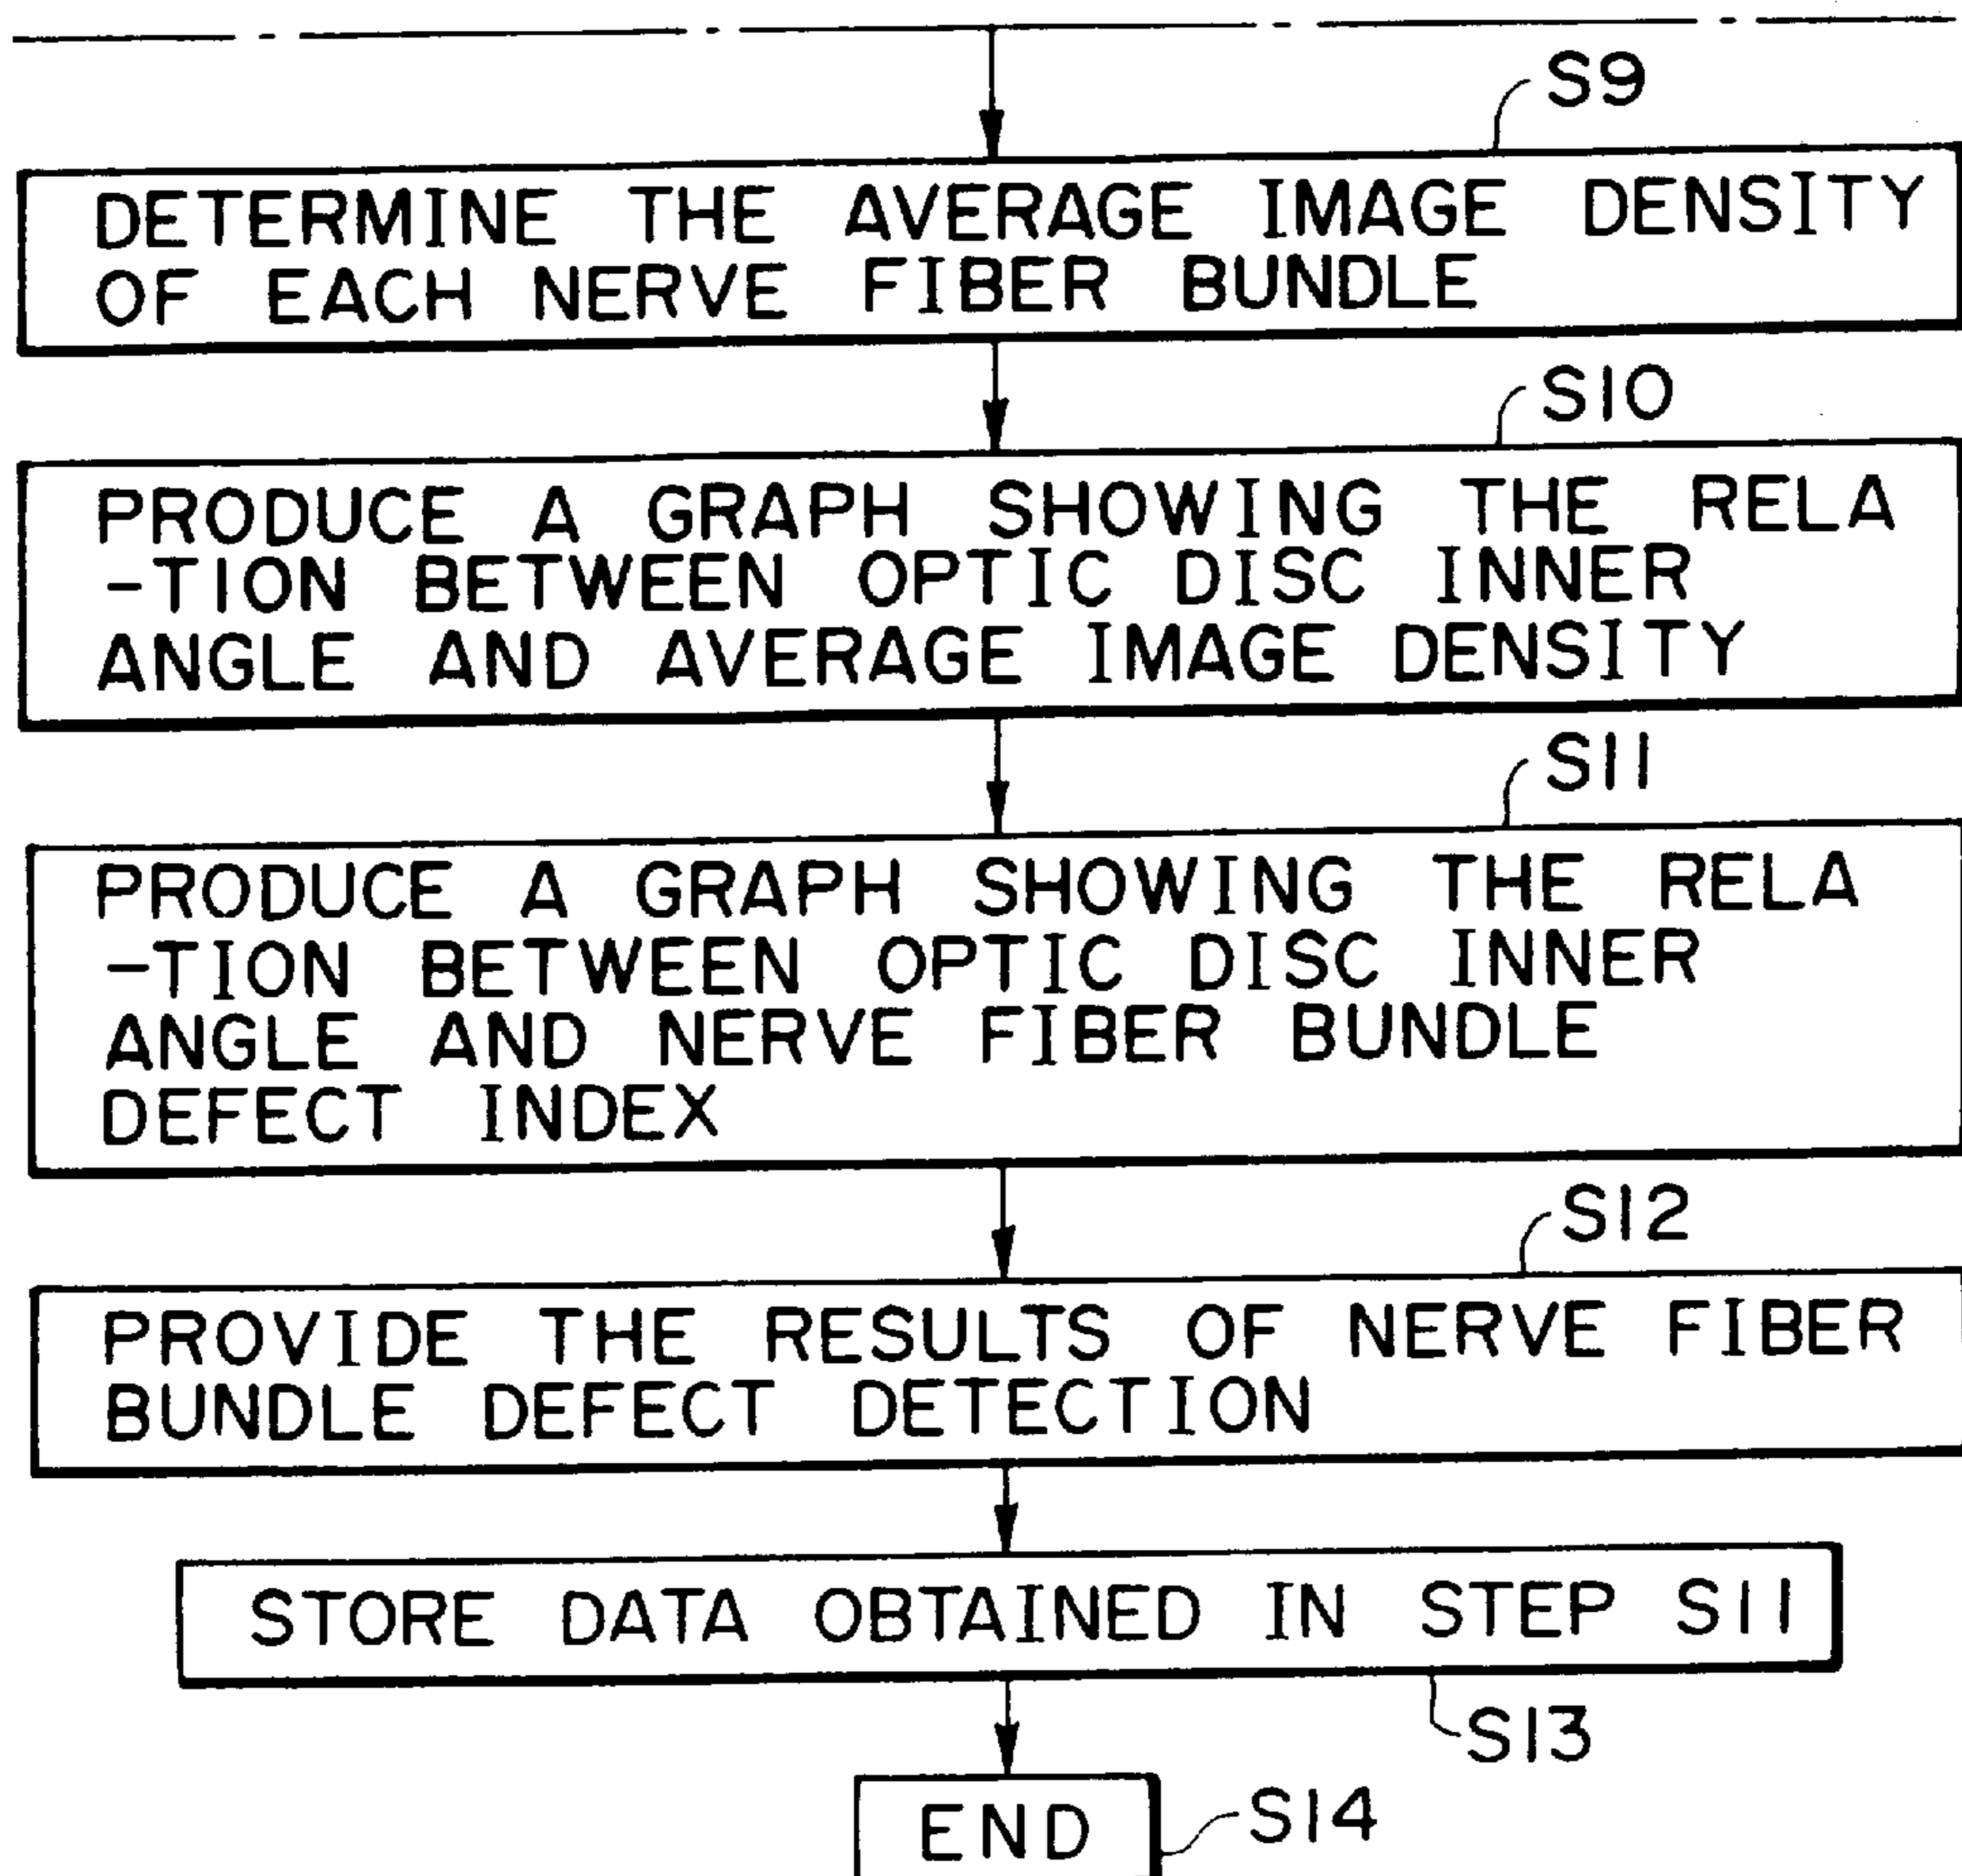 S9
DETERMINE THE AVERAGE IMAGE DENSITY
OF EACH NERVE FIBER BUNDLE
S10
PRODUCE A GRAPH SHOWING THE RELA
-TION BETWEEN OPTIC DISC INNER
ANGLE AND AVERAGE IMAGE DENSITY
S11
PRODUCE A GRAPH SHOWING THE RELA
-TION BETWEEN OPTIC DISC INNER
ANGLE AND NERVE FIBER BUNDLE
DEFECT INDEX
S12
PROVIDE THE RESULTS OF NERVE FIBER
BUNDLE DEFECT DETECTION
STORE DATA OBTAINED IN STEP S11
S13
END
S14